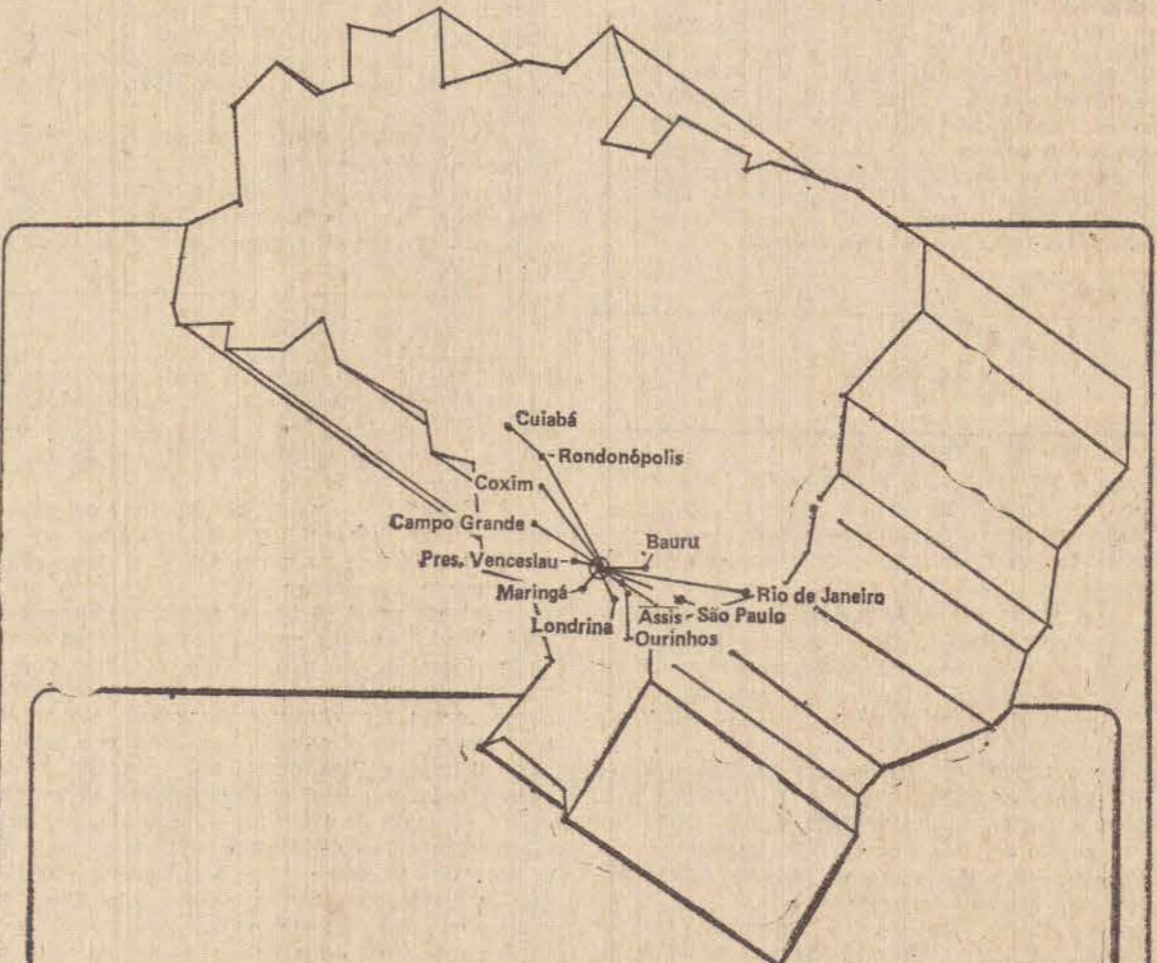 Cuiabá
Rondonópolis
Coxim
Campo Grande
Bauru
Pres. Venceslau
Maringá
Rio de Janeiro
Assis
São Paulo
Londrina
Ourinhos